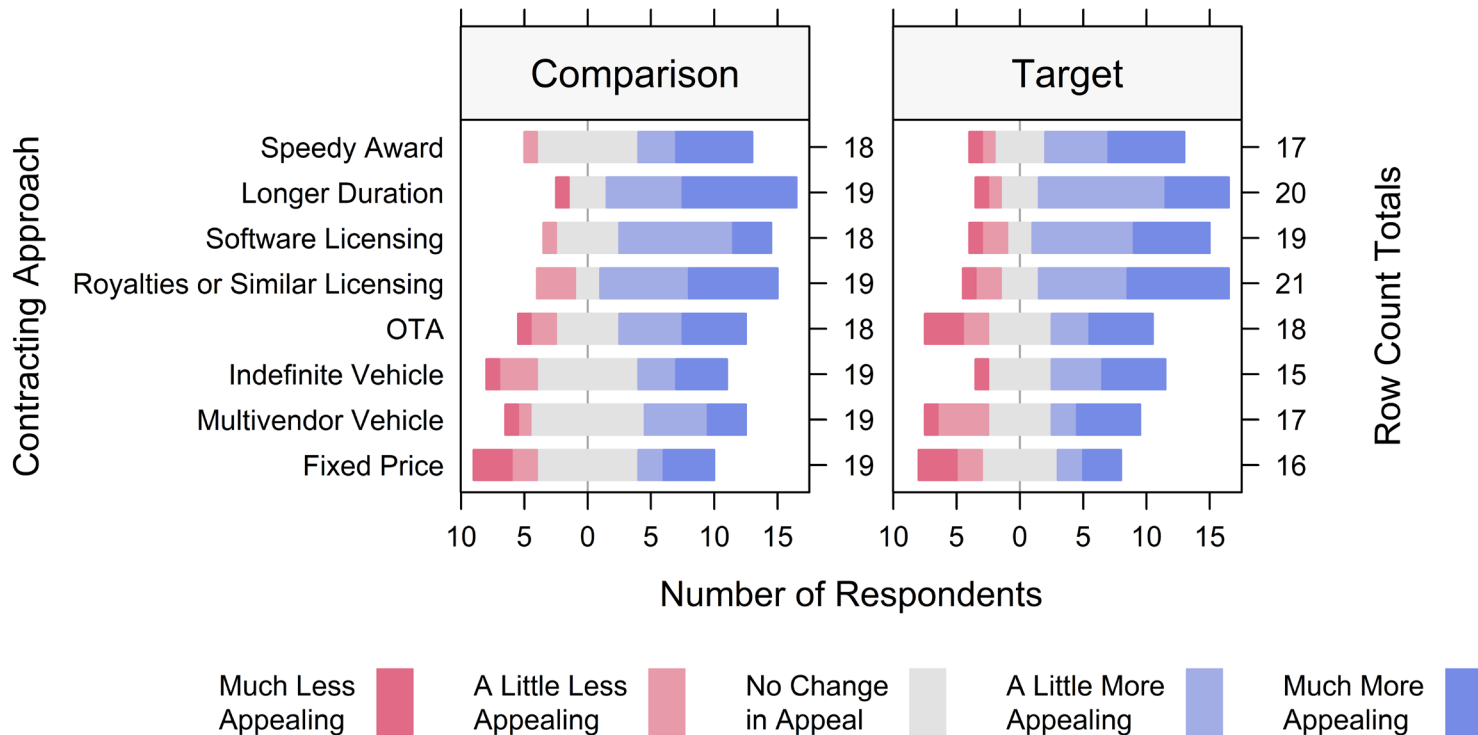 Comparison
Target
Contracting Approach
Speedy Award
Longer Duration
Software Licensing
Royalties or Similar Licensing
OTA
Indefinite Vehicle
Multivendor Vehicle
Fixed Price
18
19
18
19
18
19
19
19
17
20
19
21
18
15
17
16
Row Count Totals
10 5 0 5 10 15
10 5 0 5 10 15
Number of Respondents
Much Less
Appealing
A Little Less
Appealing
No Change
in Appeal
A Little More
Appealing
Much More
Appealing